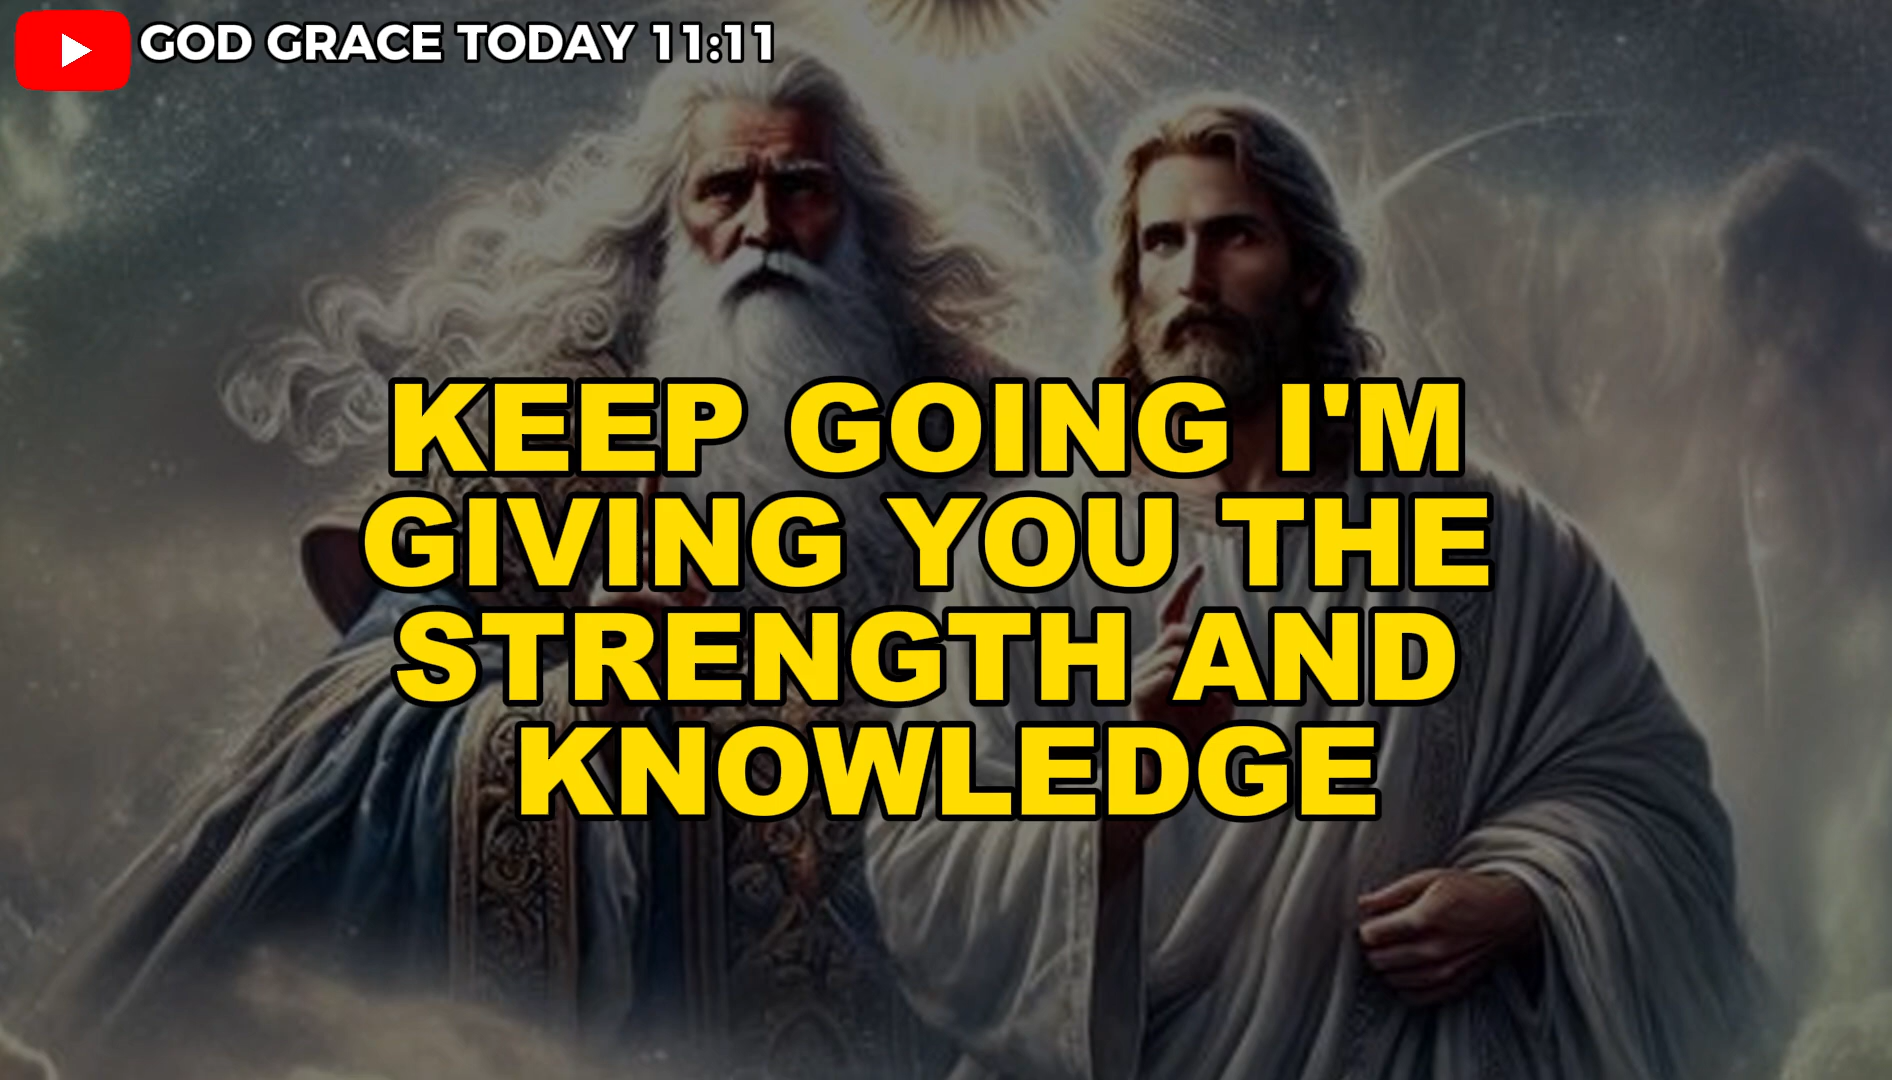 GOD GRACE TODAY 11:11
KEEP GOING I'M
GIVING YOU THE
STRENGTH AND
KNOWLEDGE